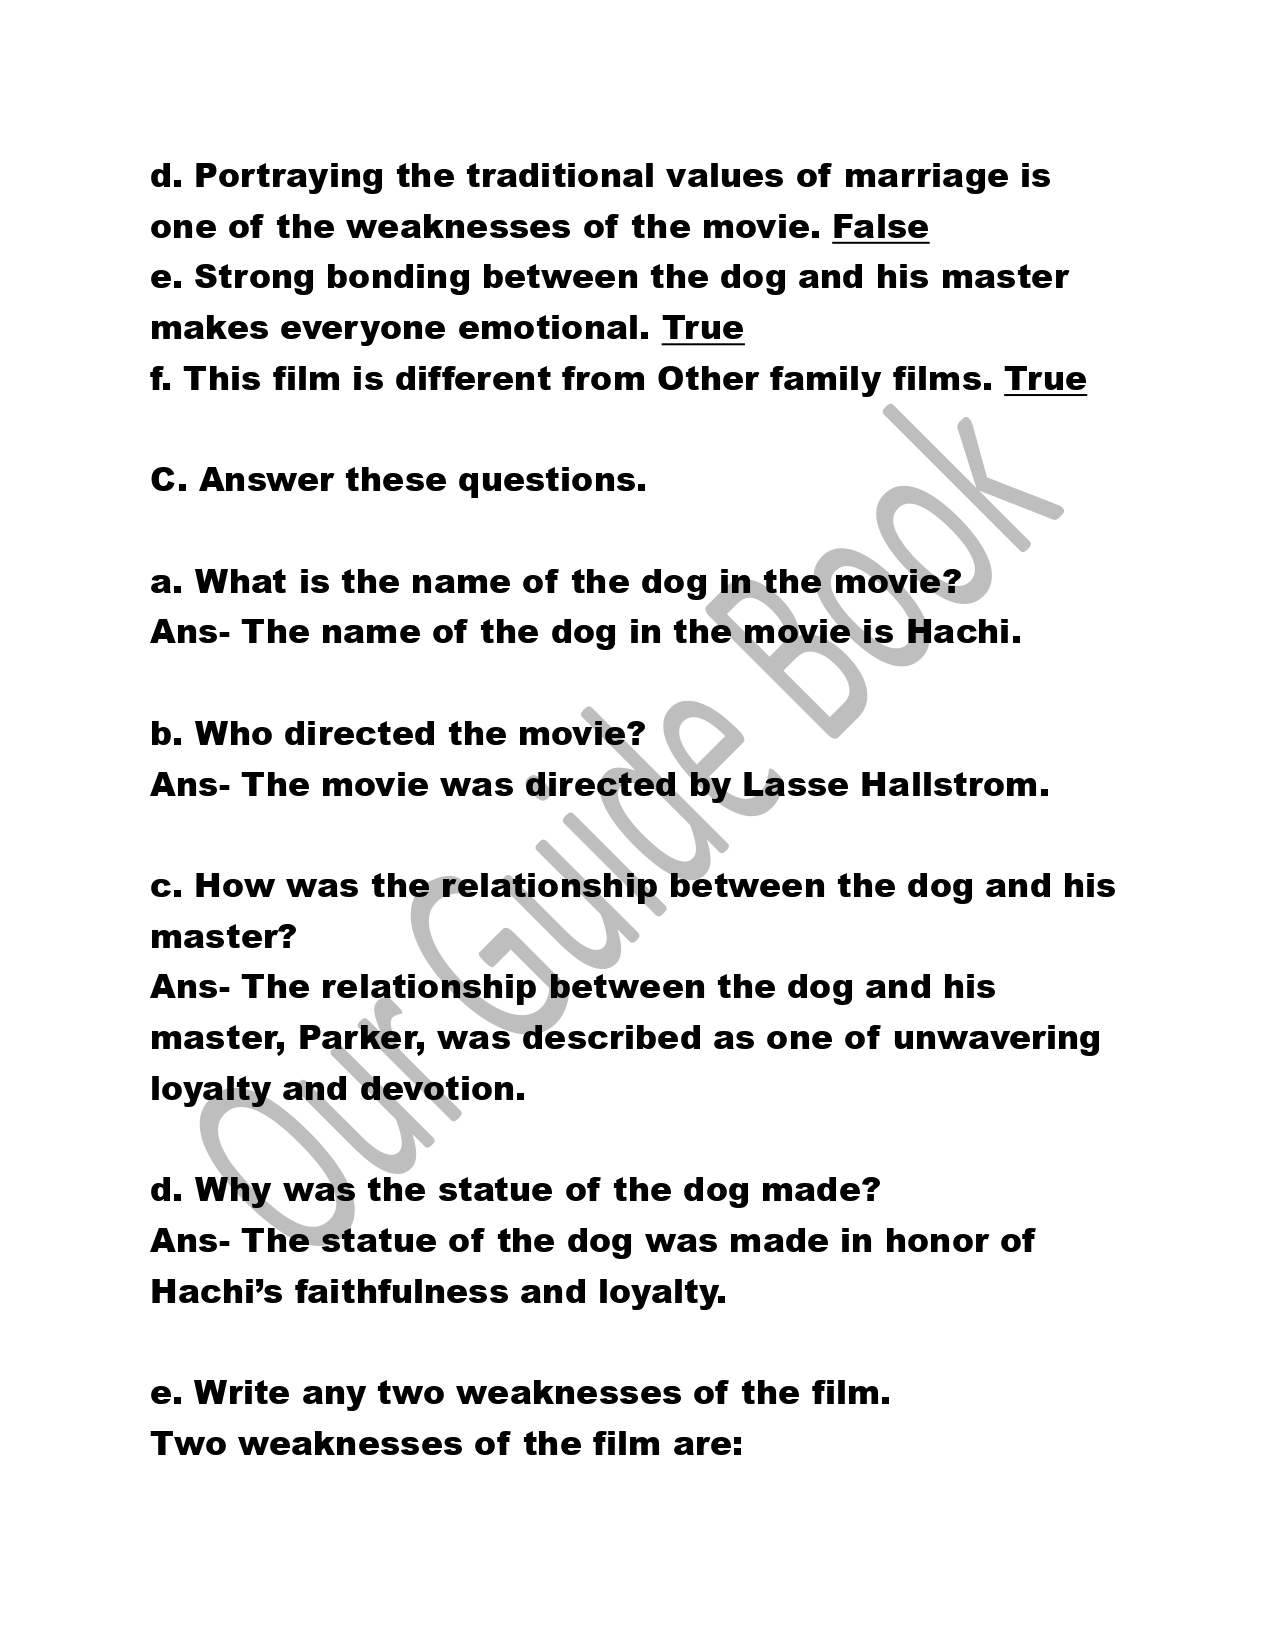 d. Portraying the traditional values of marriage is
one of the weaknesses of the movie. False
e. Strong bonding between the dog and his master
makes everyone emotional. True
f. This film is different from Other family films. True
C. Answer these questions.
a. What is the name of the dog in the movie?
Ans- The name of the dog in the movie is Hachi.
b. Who directed the movie?
Ans- The movie was directed by Lasse Hallstrom.
c. How was the relationship between the dog and his
master?
Ans- The relationship between the dog and his
master, Parker, was described as one of unwavering
loyalty and devotion.
d. Why was the statue of the dog made?
Ans- The statue of the dog was made in honor of
Hachi’s faithfulness and loyalty.
e. Write any two weaknesses of the film.
Two weaknesses of the film are:
Our Guide Book